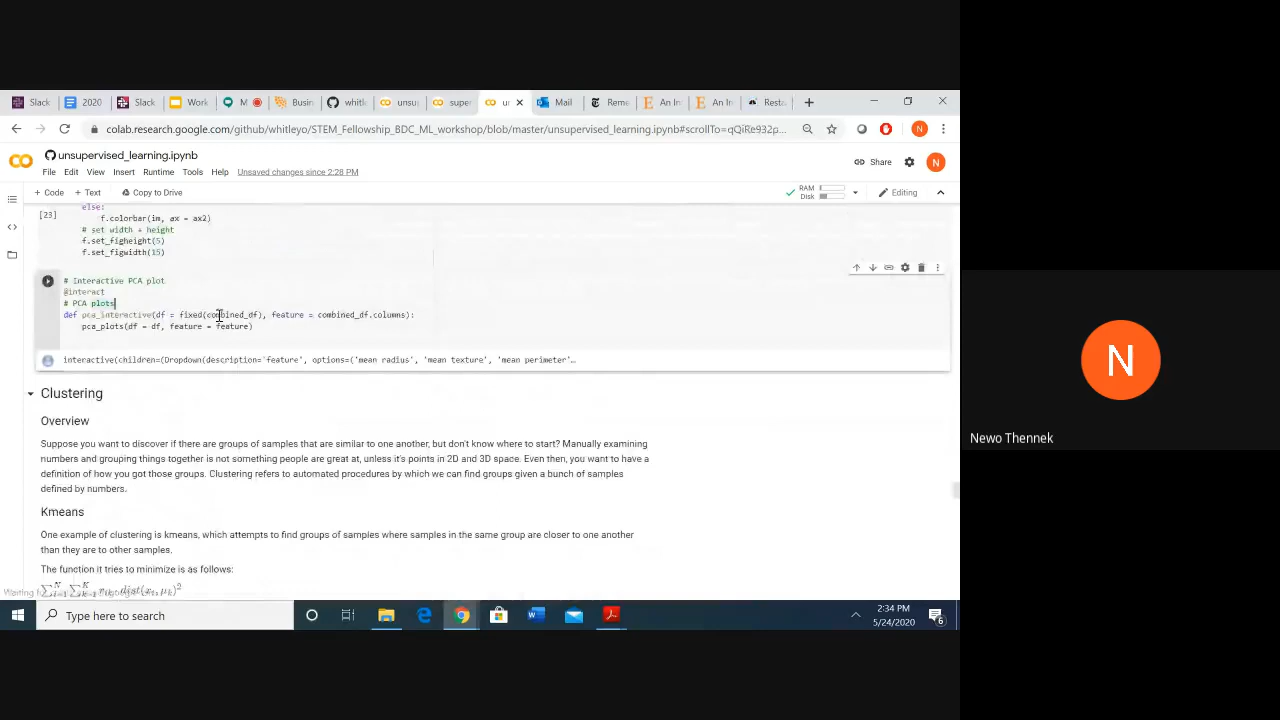 Slack
2020
Slack
Work
M
Busin
whitl
unsu
super
un
Mail
Reme
An In
An In
Resto
colab.research.google.com/github/whitleyo/STEM_Fellowship_BDC_ML_workshop/blob/master/unsupervised_learning.ipynb#scrollTo=qQiRe932p...
N
unsupervised_learning.ipynb
File Edit View Insert Runtime Tools Help Unsaved changes since 2:28 PM
Share
N
+ Code + Text Copy to Drive
RAM
Disk
Editing
[23]
else:
f.colorbar(im, ax = ax2)
# set width + height
f.set_figheight(5)
f.set_figwidth(15)
# Interactive PCA plot
@interact
# PCA plots
def pca_interactive(df = fixed(combined_df), feature = combined_df.columns):
pca_plots(df = df, feature = feature)
interactive(children=(Dropdown(description='feature', options=('mean radius', 'mean texture', 'mean perimeter'…
Clustering
Overview
Suppose you want to discover if there are groups of samples that are similar to one another, but don't know where to start? Manually examining
numbers and grouping things together is not something people are great at, unless it's points in 2D and 3D space. Even then, you want to have a
definition of how you got those groups. Clustering refers to automated procedures by which we can find groups given a bunch of samples
defined by numbers.
Kmeans
One example of clustering is kmeans, which attempts to find groups of samples where samples in the same group are closer to one another
than they are to other samples.
The function it tries to minimize is as follows:
Type here to search
2:34 PM
5/24/2020
6
N
Newo Thennek